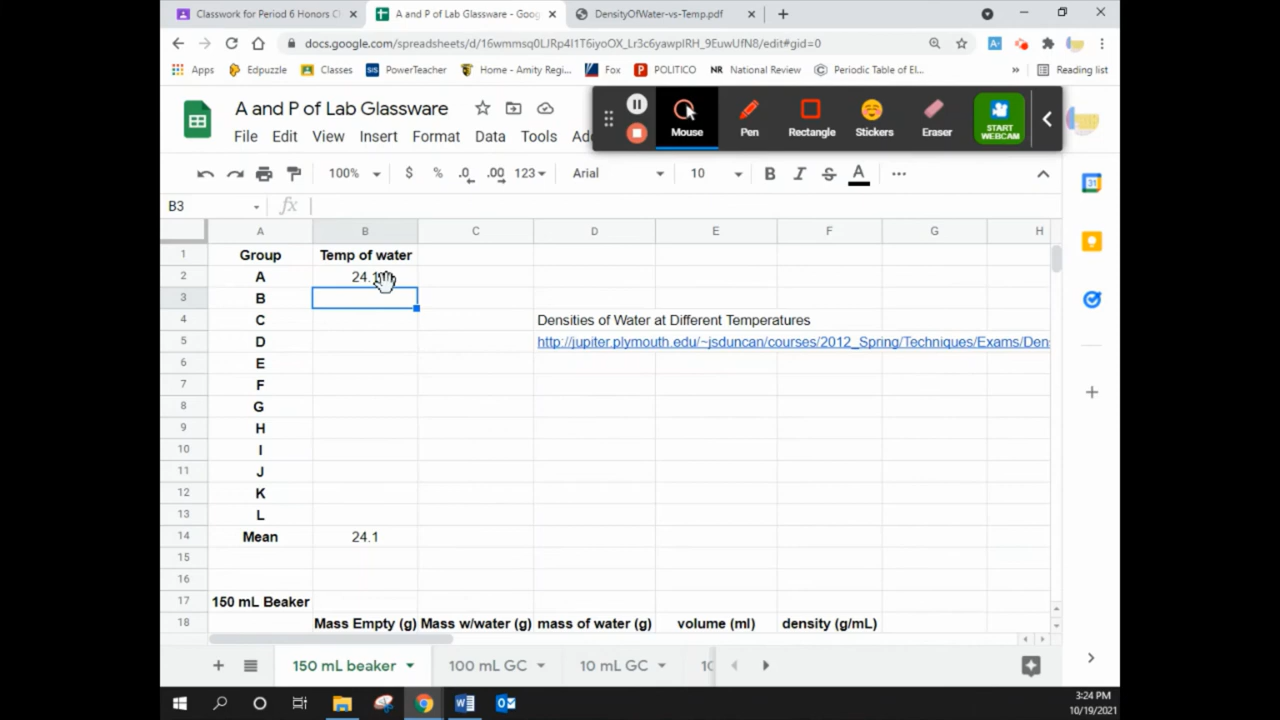 Classwork for Period 6 Honors C
A and P of Lab Glassware - Goog
DensityOfWater-vs-Temp.pdf
docs.google.com/spreadsheets/d/16wmmsq0LJRp4I1T6iyoOX_Lr3c6yawpIRH_9EuwUfN8/edit#gid=0
Apps Edpuzzle Classes SIS PowerTeacher Home - Amity Regi... Fox POLITICO NR National Review Periodic Table of El... » Reading list
A and P of Lab Glassware
File Edit View Insert Format Data Tools Ad
Mouse Pen Rectangle Stickers Eraser START WEBCAM
100% $ % .0 .00 123 Arial 10 B I S A ...
B3 fx
A B C D E F G H
1 Group Temp of water
2 A 24.1
3 B
4 C Densities of Water at Different Temperatures
5 D http://jupiter.plymouth.edu/~jsduncan/courses/2012_Spring/Techniques/Exams/Den
6 E
7 F
8 G
9 H
10 I
11 J
12 K
13 L
14 Mean 24.1
15
16
17 150 mL Beaker
18 Mass Empty (g) Mass w/water (g) mass of water (g) volume (ml) density (g/mL)
+ 150 mL beaker 100 mL GC 10 mL GC 10
3:24 PM
10/19/2021